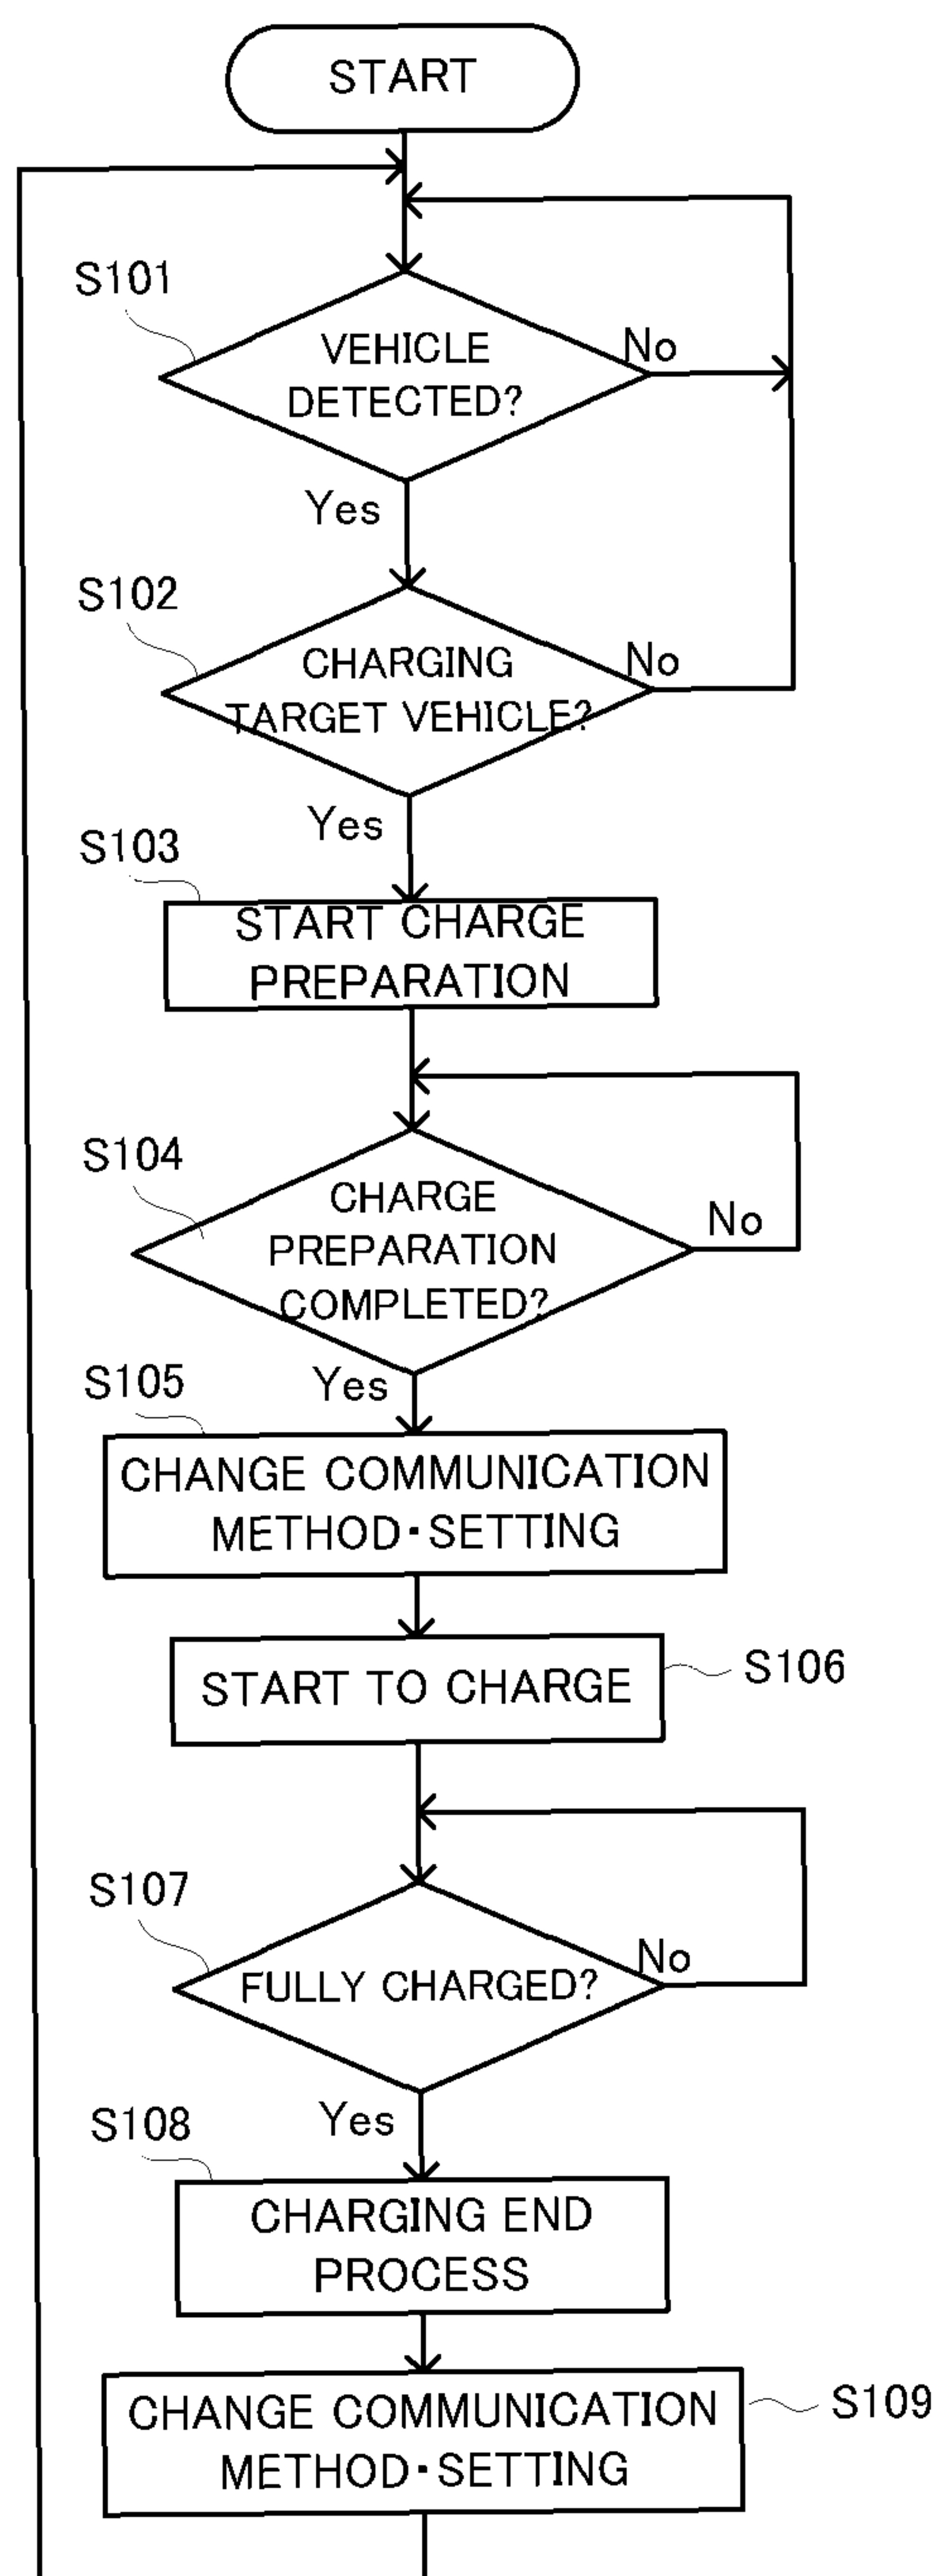 START
S101
VEHICLE
DETECTED?
No
Yes
S102
CHARGING
TARGET VEHICLE?
No
Yes
S103
START CHARGE
PREPARATION
S104
CHARGE
PREPARATION
COMPLETED?
No
Yes
S105
CHANGE COMMUNICATION
METHOD・SETTING
START TO CHARGE
S106
S107
FULLY CHARGED?
No
Yes
S108
CHARGING END
PROCESS
CHANGE COMMUNICATION
METHOD・SETTING
S109